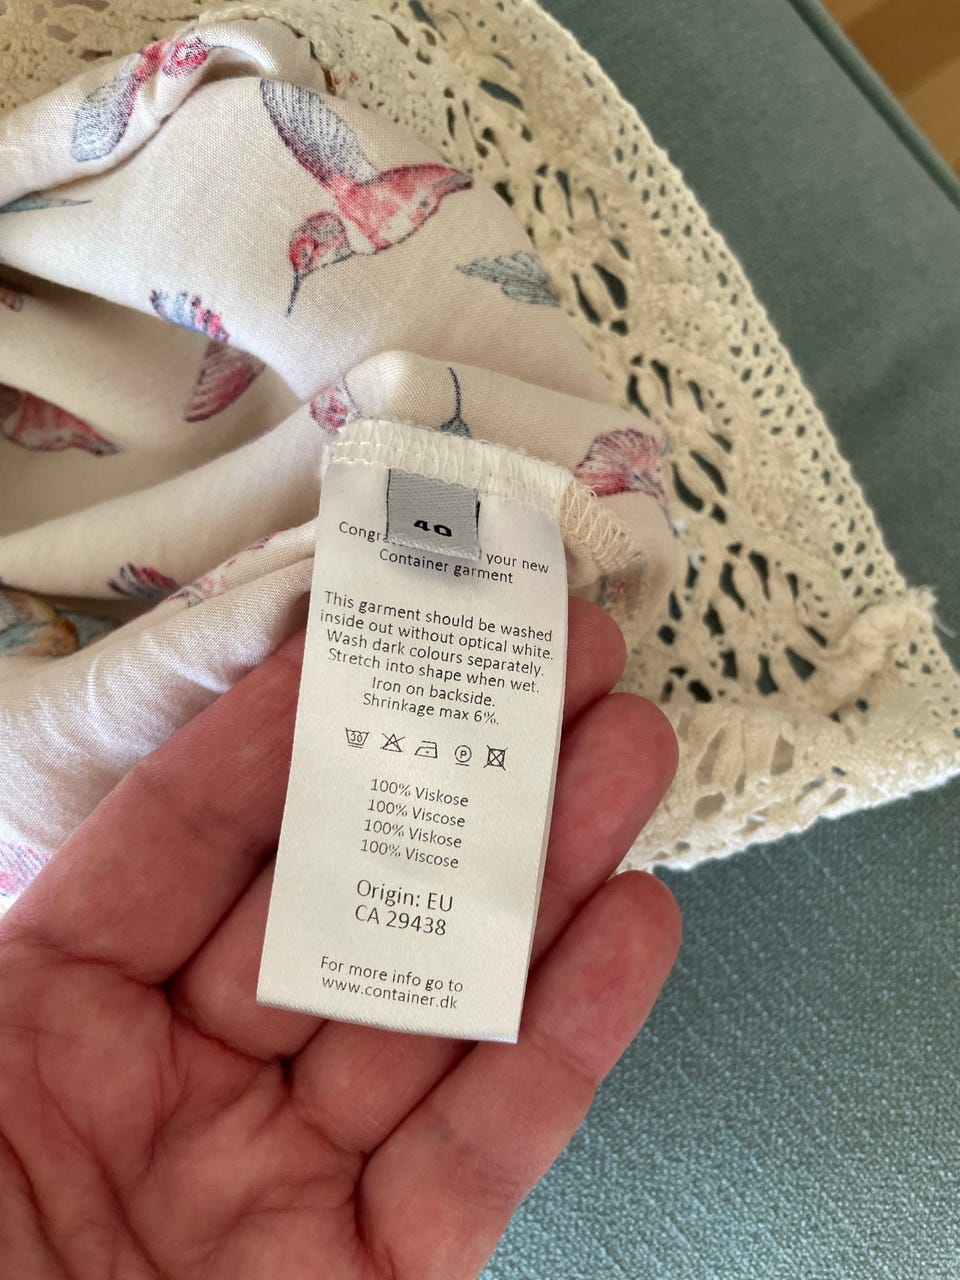 40
your new
Container garment
This garment should be washed
inside out without optical white.
Wash dark colours separately.
Stretch into shape when wet.
Iron on backside.
Shrinkage max 6%.
30
P
100% Viskose
100% Viscose
100% Viskose
100% Viscose
Origin: EU
CA 29438
For more info go to
www.container.dk